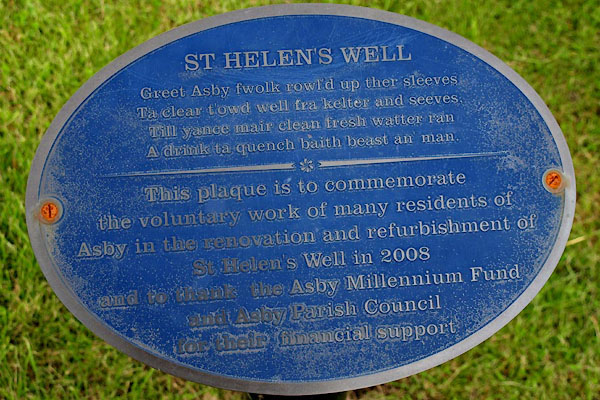 ST HELEN'S WELL
Greet Asby fwolk rowl'd up ther sleeves
Ta clear t'owd well fra kelter and seeves.
Till yance mair clean fresh watter ran
A drink ta quench baith beast an' man.
This plaque is to commemorate
the voluntary work of many residents of
Asby in the renovation and refurbishment of
St Helen's Well in 2008
and to thank the Asby Millennium Fund
and Asby Parish Council
for their financial support